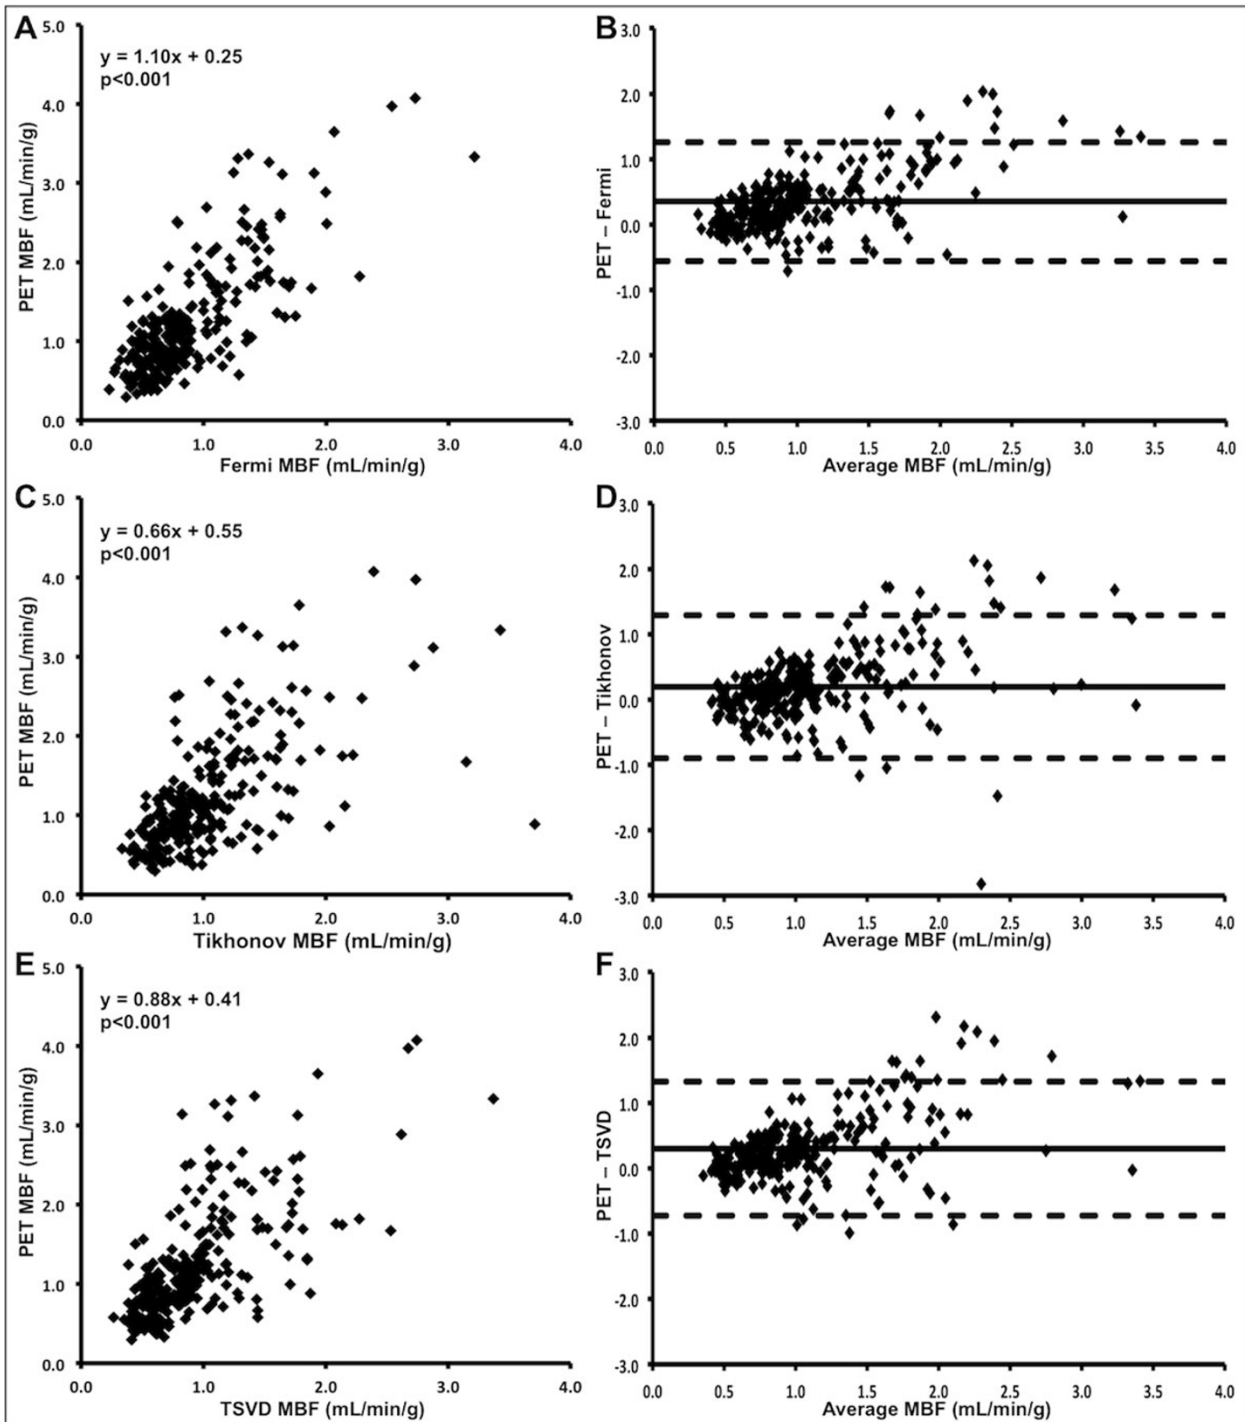 A
5.0
y = 1.10x + 0.25
p<0.001
4.0
3.0
2.0
1.0
0.0
PET MBF (mL/min/g)
0.0 1.0 2.0 3.0 4.0
Fermi MBF (mL/min/g)
B
3.0
2.0
1.0
0.0
-1.0
-2.0
-3.0
PET – Fermi
0.0 0.5 1.0 1.5 2.0 2.5 3.0 3.5 4.0
Average MBF (mL/min/g)
C
5.0
y = 0.66x + 0.55
p<0.001
4.0
3.0
2.0
1.0
0.0
PET MBF (mL/min/g)
0.0 1.0 2.0 3.0 4.0
Tikhonov MBF (mL/min/g)
D
3.0
2.0
1.0
0.0
-1.0
-2.0
-3.0
PET – Tikhonov
0.0 0.5 1.0 1.5 2.0 2.5 3.0 3.5 4.0
Average MBF (mL/min/g)
E
5.0
y = 0.88x + 0.41
p<0.001
4.0
3.0
2.0
1.0
0.0
PET MBF (mL/min/g)
0.0 1.0 2.0 3.0 4.0
TSVD MBF (mL/min/g)
F
3.0
2.0
1.0
0.0
-1.0
-2.0
-3.0
PET – TSVD
0.0 0.5 1.0 1.5 2.0 2.5 3.0 3.5 4.0
Average MBF (mL/min/g)